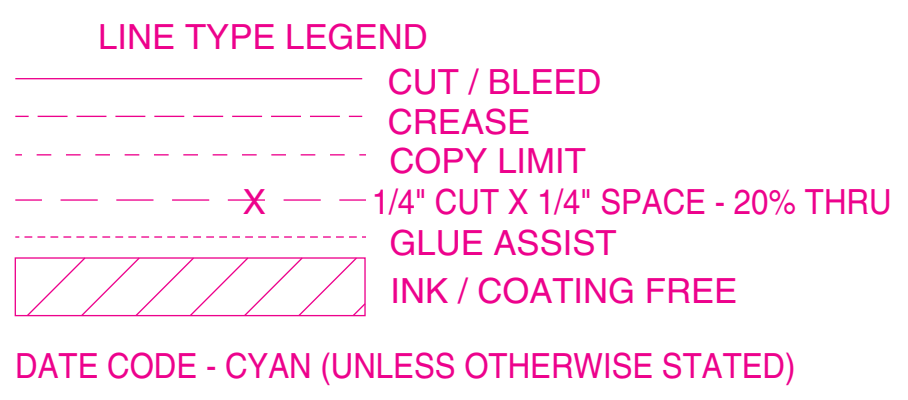 LINE TYPE LEGEND
CUT / BLEED
CREASE
COPY LIMIT
X 1/4" CUT X 1/4" SPACE - 20% THRU
GLUE ASSIST
INK / COATING FREE
DATE CODE - CYAN (UNLESS OTHERWISE STATED)